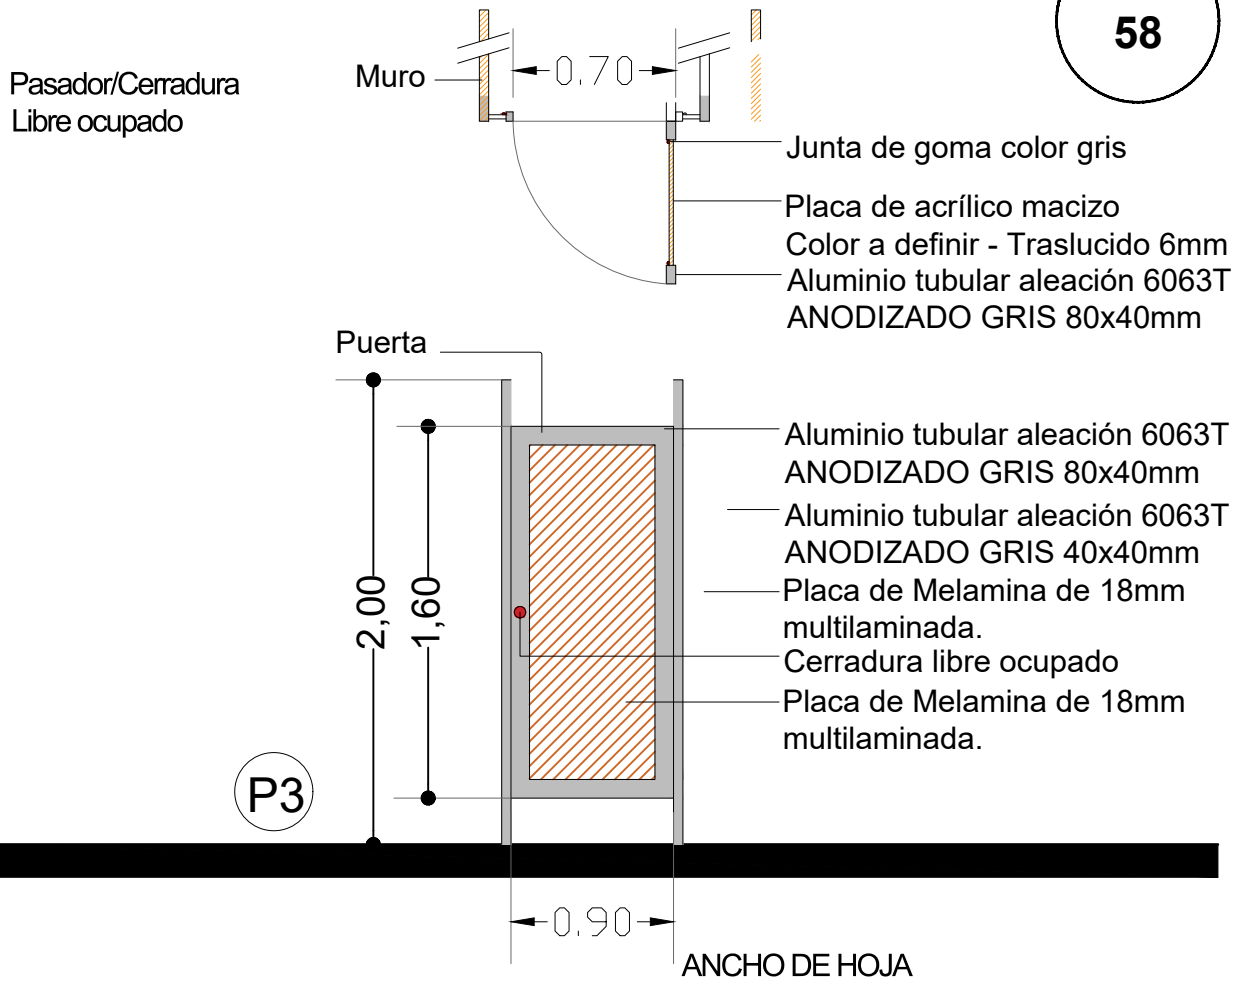 58
Pasador/Cerradura
Libre ocupado
Muro
0.70
Junta de goma color gris
Placa de acrílico macizo
Color a definir - Traslucido 6mm
Aluminio tubular aleación 6063T
ANODIZADO GRIS 80x40mm
Puerta
Aluminio tubular aleación 6063T
ANODIZADO GRIS 80x40mm
Aluminio tubular aleación 6063T
ANODIZADO GRIS 40x40mm
Placa de Melamina de 18mm
multilaminada.
Cerradura libre ocupado
Placa de Melamina de 18mm
multilaminada.
2,00
1,60
P3
0.90
ANCHO DE HOJA